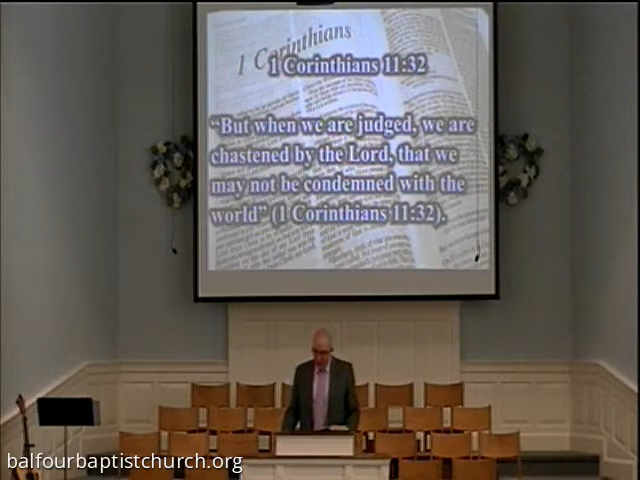 1 Corinthians
1 Corinthians 11:32
“But when we are judged, we are
chastened by the Lord, that we
may not be condemned with the
world” (1 Corinthians 11:32).
balfourbaptistchurch.org